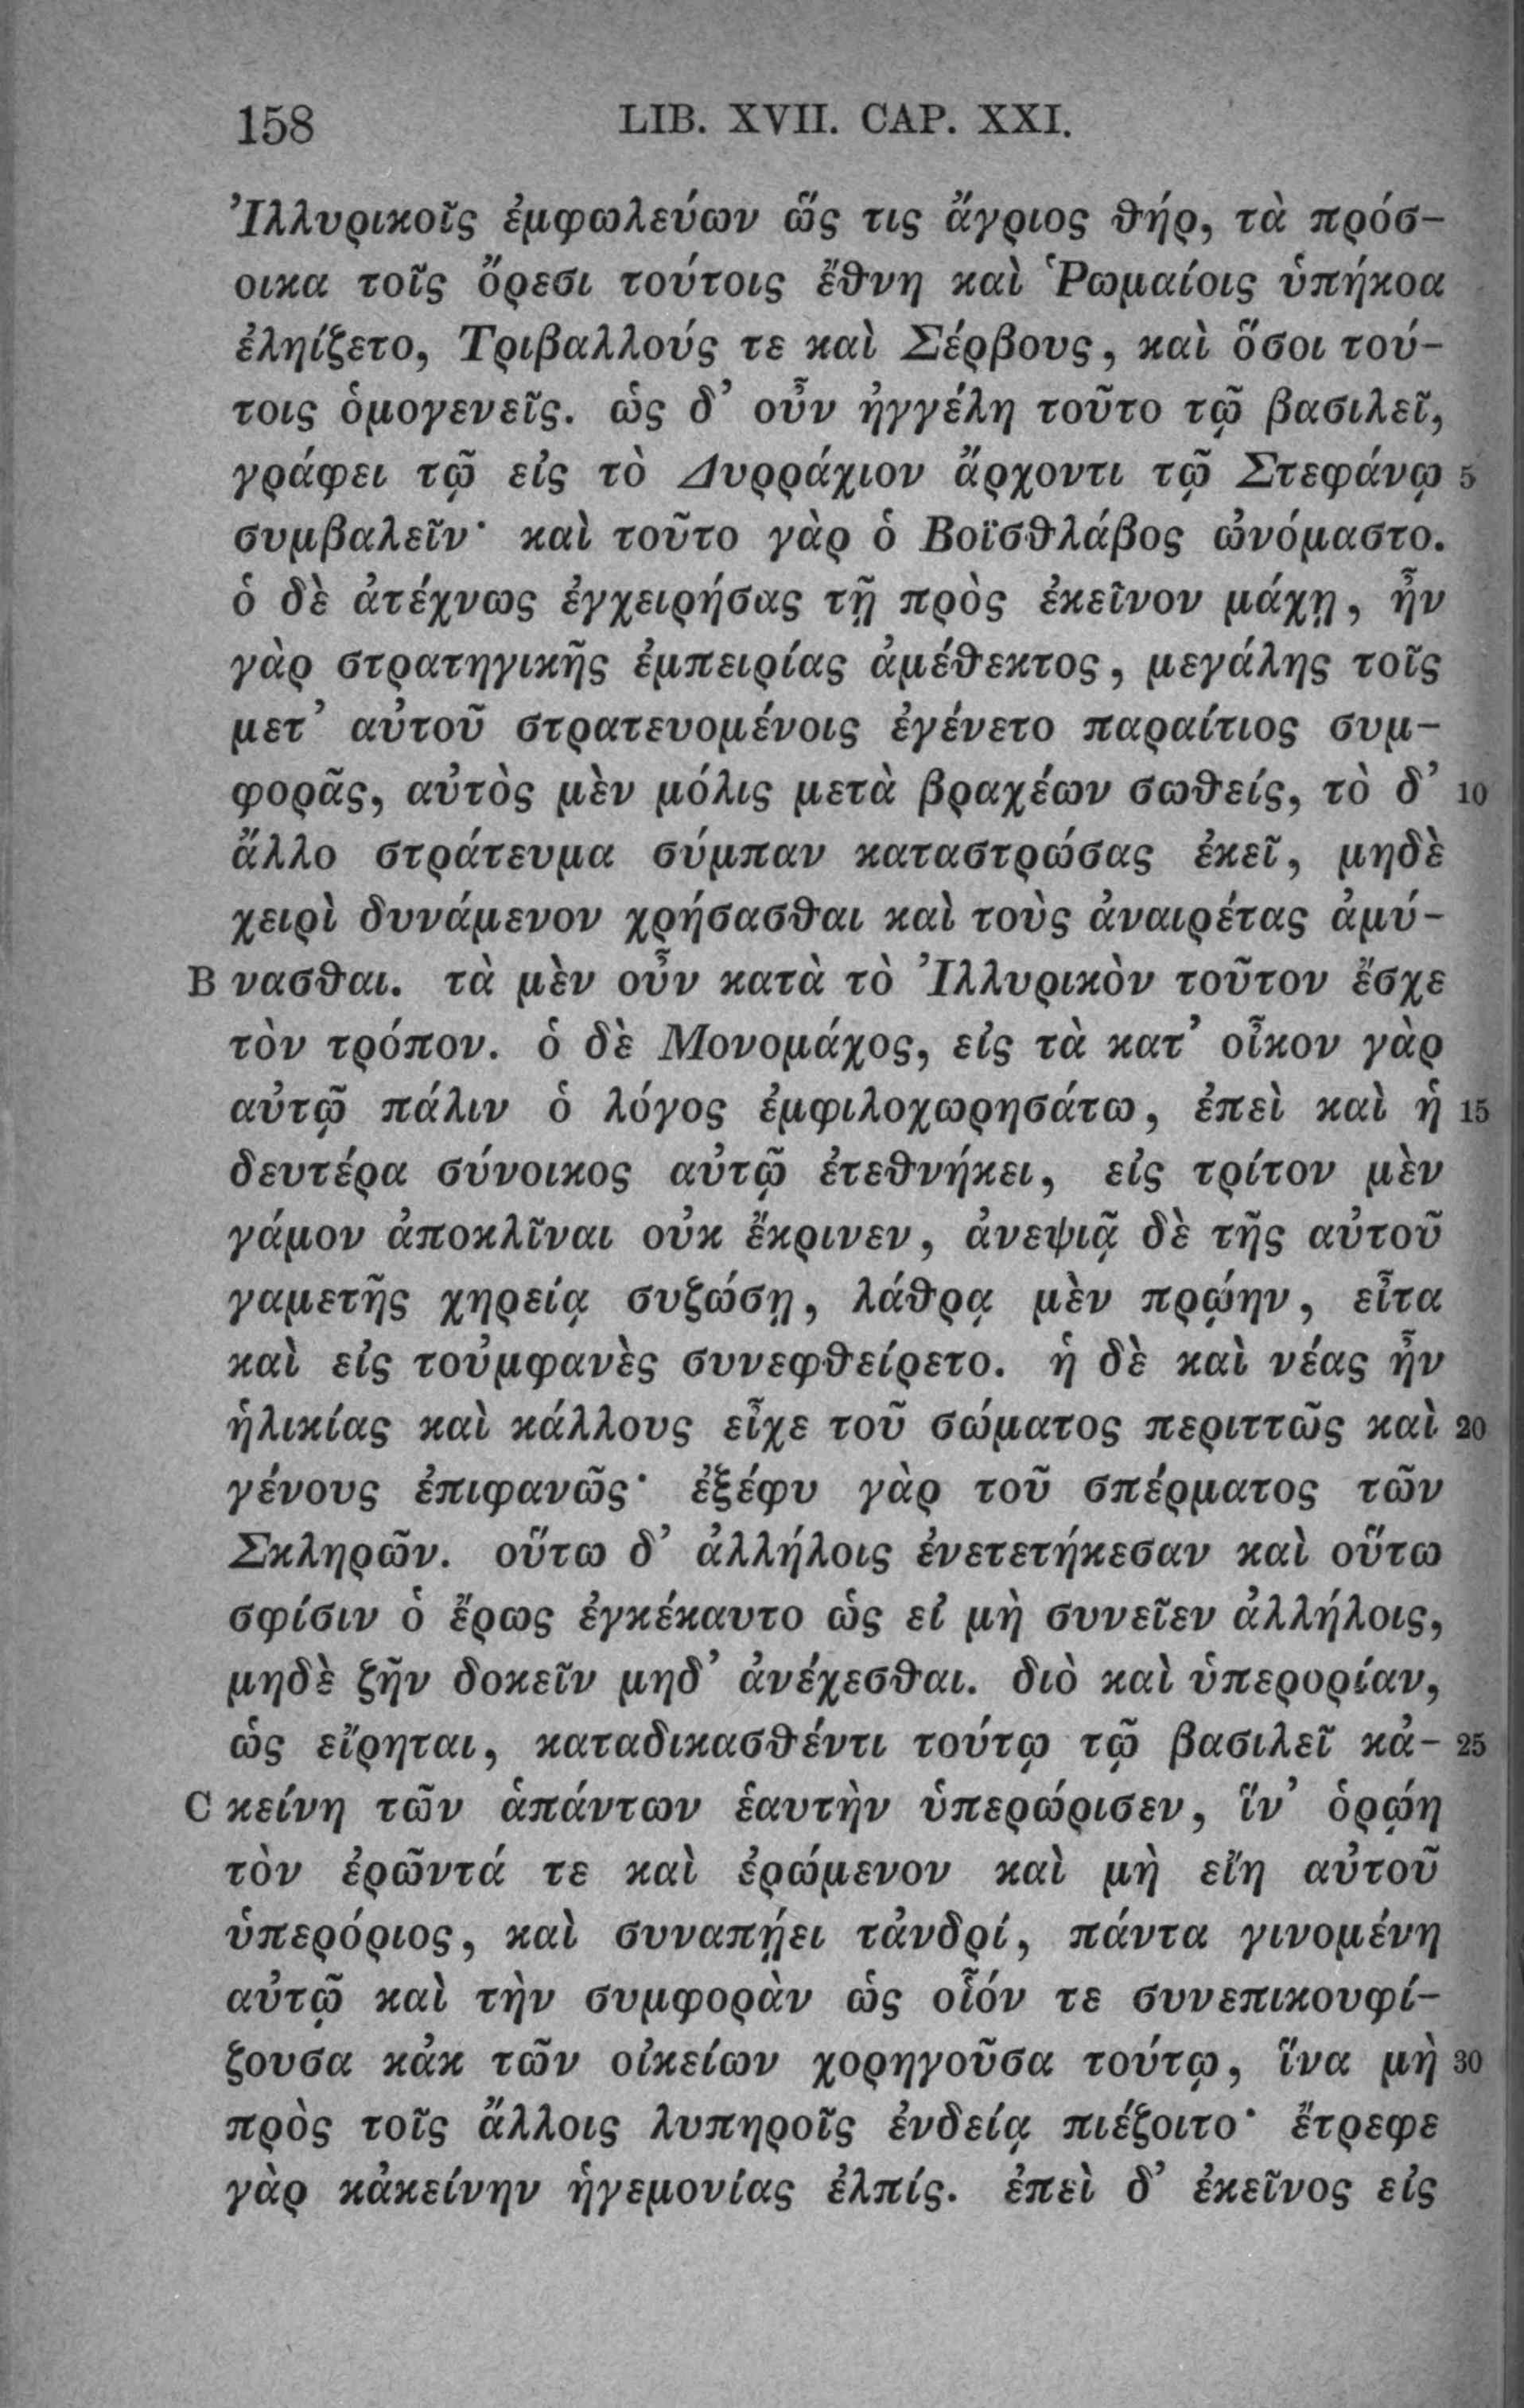 158 LIB. XVII. CAP. XXI.
Ἰλλυρικοῖς ἐμφωλεύων ὥς τις ἄγριος θήρ, τὰ πρόσ-
οικα τοῖς ὄρεσι τούτοις ἔθνη καὶ Ῥωμαίοις ὑπήκοα
ἐληίζετο, Τριβαλλούς τε καὶ Σέρβους, καὶ ὅσοι τού-
τοις ὁμογενεῖς. ὡς δ’ οὖν ἠγγέλη τοῦτο τῷ βασιλεῖ,
γράφει τῷ εἰς τὸ Δυρράχιον ἄρχοντι τῷ Στεφάνῳ 5
συμβαλεῖν· καὶ τοῦτο γὰρ ὁ Βοϊσθλάβος ὠνόμαστο.
ὁ δὲ ἀτέχνως ἐγχειρήσας τῇ πρὸς ἐκεῖνον μάχῃ, ἦν
γὰρ στρατηγικῆς ἐμπειρίας ἀμέθεκτος, μεγάλης τοῖς
μετ’ αὐτοῦ στρατευομένοις ἐγένετο παραίτιος συμ-
φορᾶς, αὐτὸς μὲν μόλις μετὰ βραχέων σωθείς, τὸ δ’ 10
ἄλλο στράτευμα σύμπαν καταστρώσας ἐκεῖ, μηδὲ
χειρὶ δυνάμενον χρήσασθαι καὶ τοὺς ἀναιρέτας ἀμύ-
B νασθαι. τὰ μὲν οὖν κατὰ τὸ Ἰλλυρικὸν τοῦτον ἔσχε
τὸν τρόπον. ὁ δὲ Μονομάχος, εἰς τὰ κατ’ οἶκον γὰρ
αὐτῷ πάλιν ὁ λόγος ἐμφιλοχωρησάτω, ἐπεὶ καὶ ἡ 15
δευτέρα σύνοικος αὐτῷ ἐτεθνήκει, εἰς τρίτον μὲν
γάμον ἀποκλῖναι οὐκ ἔκρινεν, ἀνεψιᾷ δὲ τῆς αὐτοῦ
γαμετῆς χηρείᾳ συζώσῃ, λάθρᾳ μὲν πρῴην, εἶτα
καὶ εἰς τοὐμφανὲς συνεφθείρετο. ἡ δὲ καὶ νέας ἦν
ἡλικίας καὶ κάλλους εἶχε τοῦ σώματος περιττῶς καὶ 20
γένους ἐπιφανῶς· ἐξέφυ γὰρ τοῦ σπέρματος τῶν
Σκληρῶν. οὕτω δ’ ἀλλήλοις ἐνετετήκεσαν καὶ οὕτω
σφίσιν ὁ ἔρως ἐγκέκαυτο ὡς εἰ μὴ συνεῖεν ἀλλήλοις,
μηδὲ ζῆν δοκεῖν μηδ’ ἀνέχεσθαι. διὸ καὶ ὑπερορίαν,
ὡς εἴρηται, καταδικασθέντι τούτῳ τῷ βασιλεῖ κἀ- 25
C κείνη τῶν ἁπάντων ἑαυτὴν ὑπερώρισεν, ἵν’ ὁρῴη
τὸν ἐρῶντά τε καὶ ἐρώμενον καὶ μὴ εἴη αὐτοῦ
ὑπερόριος, καὶ συναπῄει τἀνδρί, πάντα γινομένη
αὐτῷ καὶ τὴν συμφορὰν ὡς οἷόν τε συνεπικουφί-
ζουσα κἀκ τῶν οἰκείων χορηγοῦσα τούτῳ, ἵνα μὴ 30
πρὸς τοῖς ἄλλοις λυπηροῖς ἐνδείᾳ πιέζοιτο· ἔτρεφε
γὰρ κἀκείνην ἡγεμονίας ἐλπίς. ἐπεὶ δ’ ἐκεῖνος εἰς